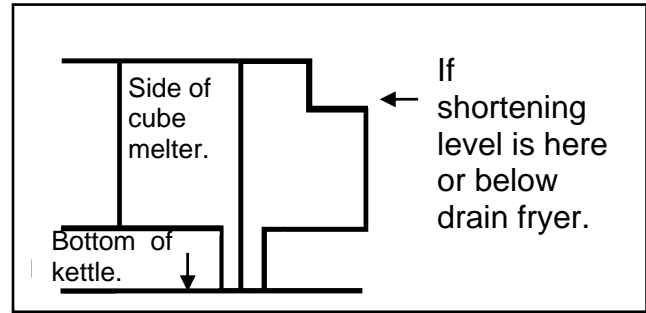 Side of
cube
melter.
Bottom of
kettle.
If
shortening
level is here
or below
drain fryer.